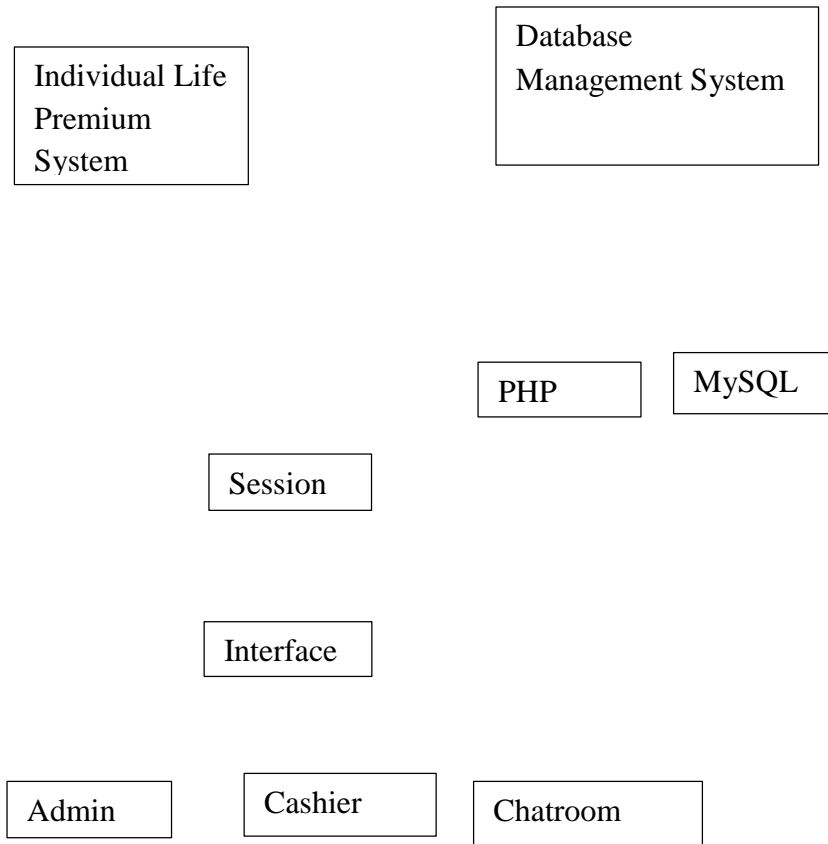 Individual Life
Premium
System
Database
Management System
PHP
MySQL
Session
Interface
Admin
Cashier
Chatroom